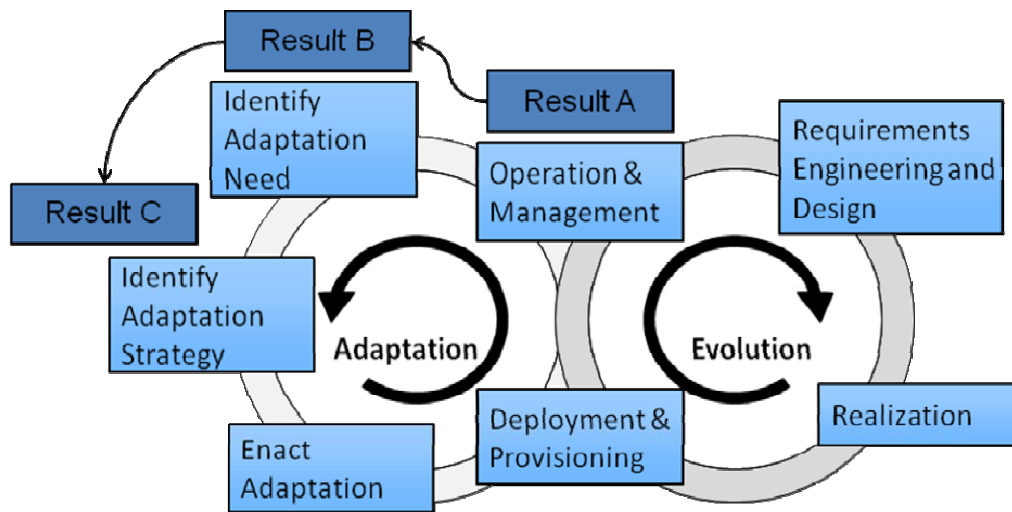 Result B
Result A
Identify
Adaptation
Need
Requirements
Engineering and
Design
Operation &
Management
Result C
Identify
Adaptation
Strategy
Adaptation
Evolution
Enact
Adaptation
Deployment &
Provisioning
Realization